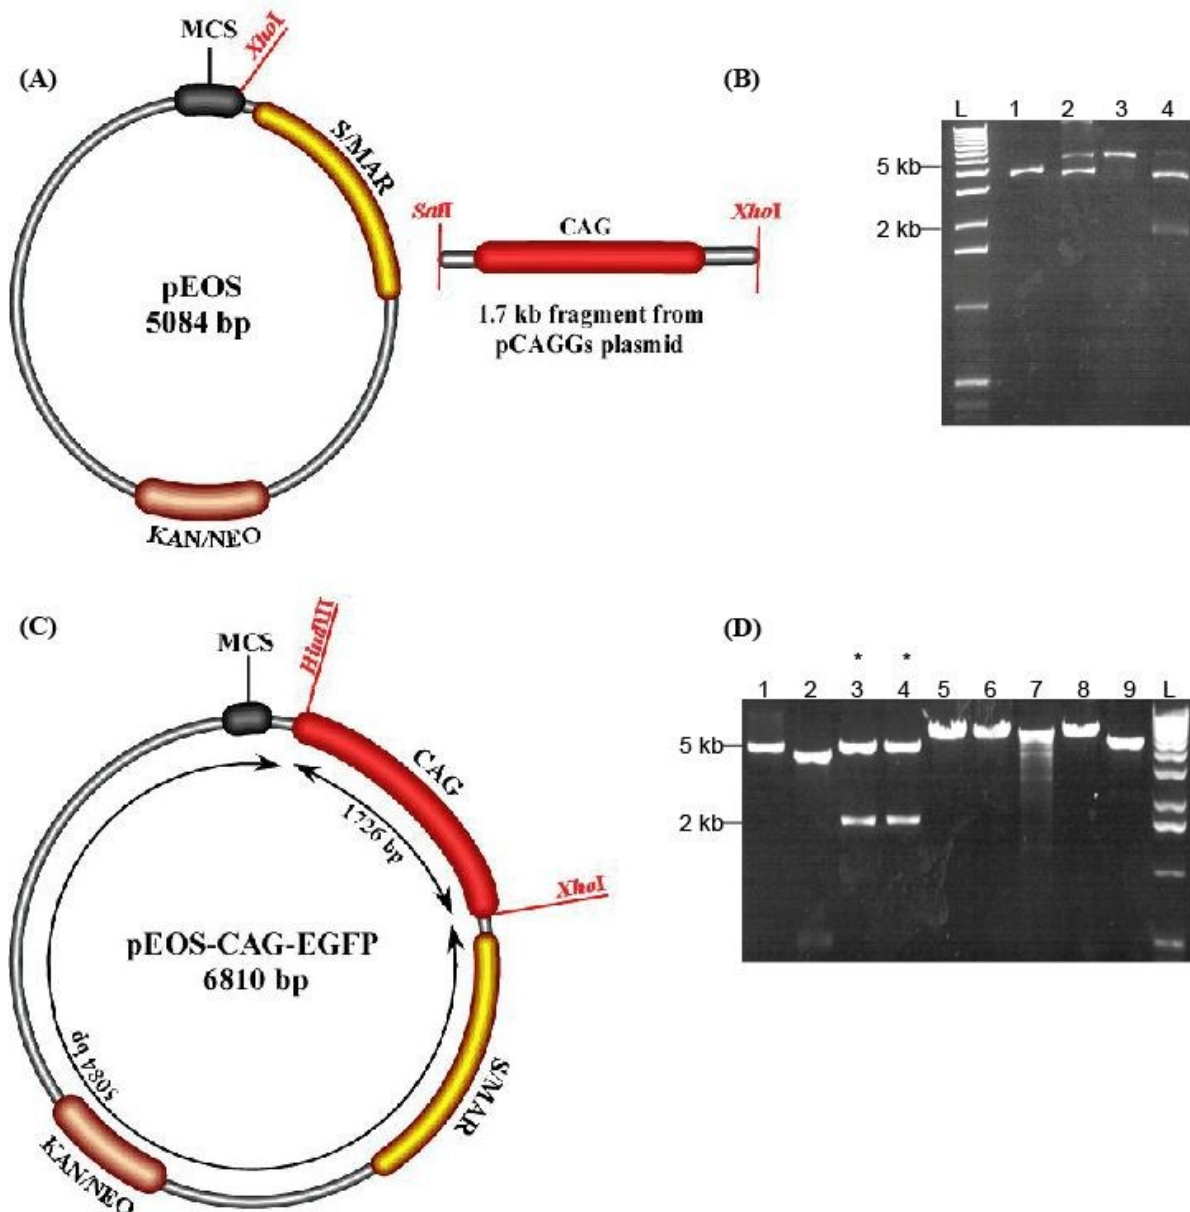 (A)
MCS
XhoI
S/MAR
pEOS
5084 bp
KAN/NEO
SalI
CAG
XhoI
1.7 kb fragment from
pCAGGs plasmid
(B)
L 1 2 3 4
5 kb
2 kb
(C)
MCS
HindIII
CAG
1726 bp
XhoI
pEOS-CAG-EGFP
6810 bp
5084 bp
S/MAR
KAN/NEO
(D)
* *
1 2 3 4 5 6 7 8 9 L
5 kb
2 kb